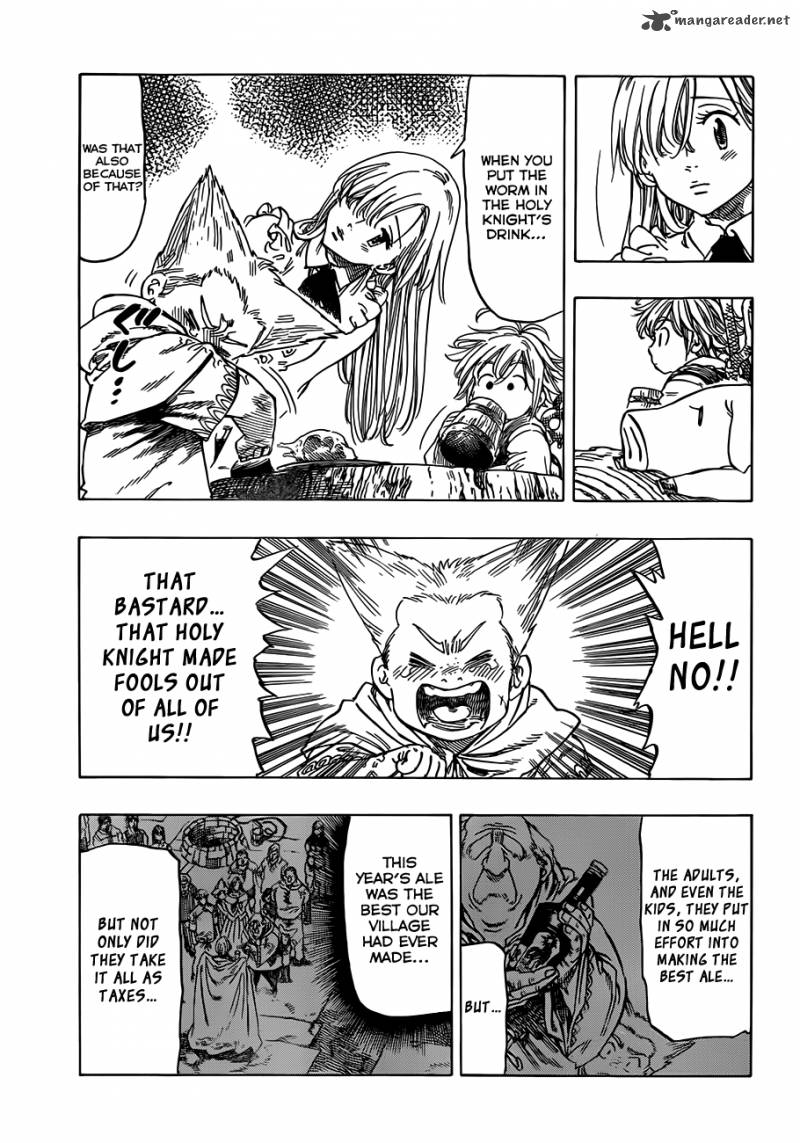 mangareader.net
WHEN YOU
PUT THE
WORM IN
THE HOLY
KNIGHT'S
DRINK...
WAS THAT
ALSO
BECAUSE
OF THAT?
ぐし…
HELL
NO!!
THAT
BASTARD...
THAT HOLY
KNIGHT MADE
FOOLS OUT
OF ALL OF
US!!
THE ADULTS,
AND EVEN THE
KIDS, THEY PUT
IN SO MUCH
EFFORT INTO
MAKING THE
BEST ALE...
BUT...
THIS
YEAR'S ALE
WAS THE
BEST OUR
VILLAGE
HAD EVER
MADE...
BUT NOT
ONLY DID
THEY TAKE
IT ALL AS
TAXES...